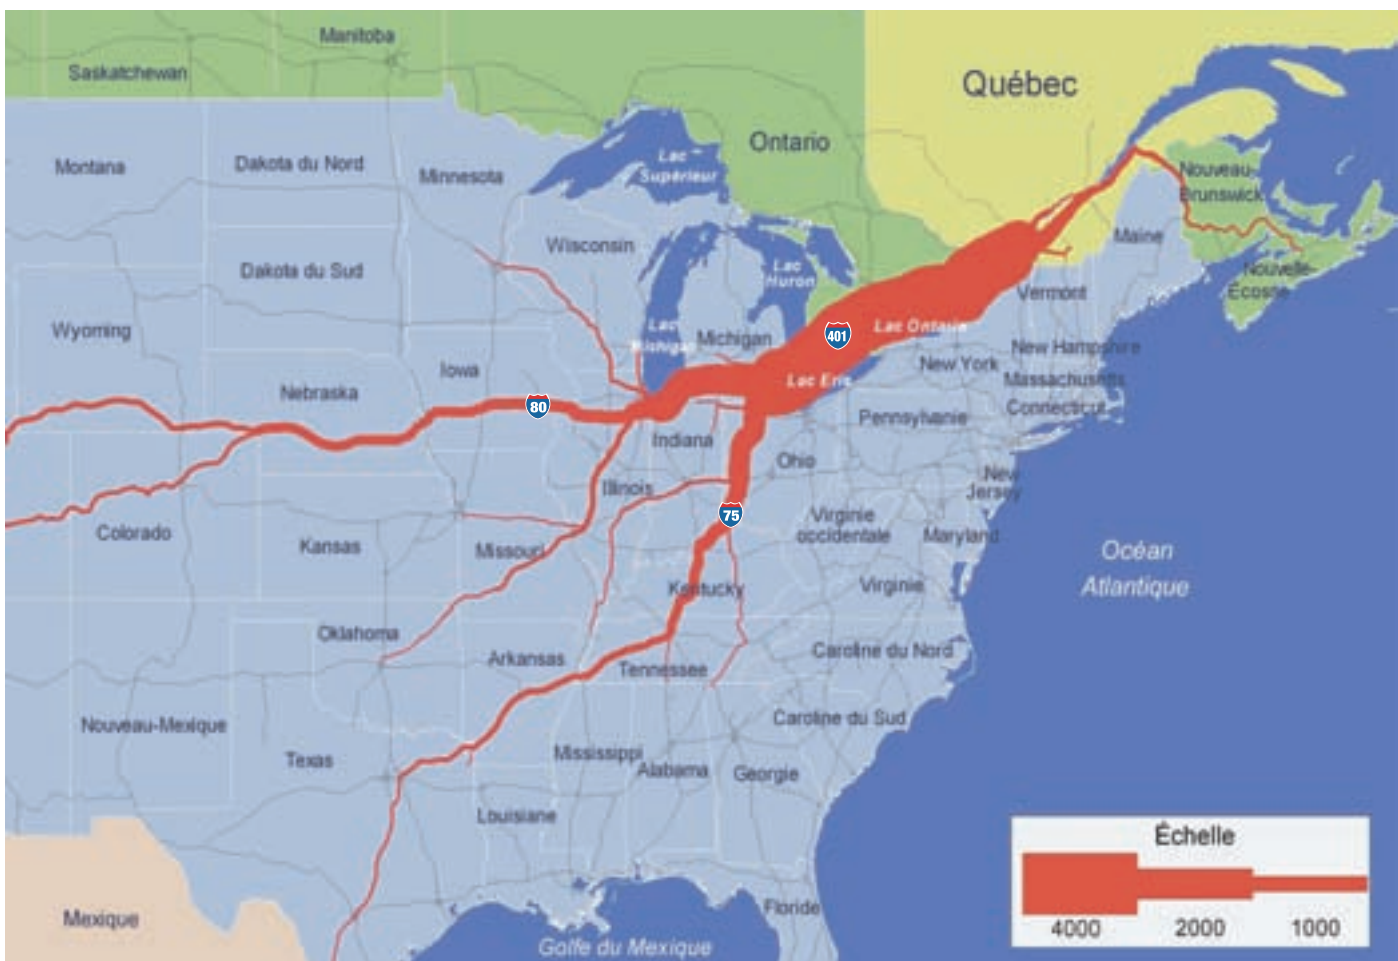 Manitoba
Saskatchewan
Québec
Ontario
Montana
Dakota du Nord
Minnesota
Lac
Supérieur
Nouveau-
Brunswick
Wisconsin
Maine
Dakota du Sud
Lac
Huron
Nouvelle-
Écosse
Vermont
Wyoming
Lac
Michigan
Michigan
401
Lac Ontario
New Hampshire
Iowa
New York
Nebraska
Lac Erie
Massachusetts
80
Connecticut
Pennsylvanie
Indiana
Ohio
Illinois
New
Jersey
75
Virginie
occidentale
Maryland
Colorado
Kansas
Missouri
Océan
Atlantique
Kentucky
Virginie
Oklahoma
Arkansas
Tennessee
Caroline du Nord
Nouveau-Mexique
Caroline du Sud
Texas
Mississippi
Alabama
Georgie
Louisiane
Échelle
Mexique
Floride
4000
2000
1000
Golfe du Mexique